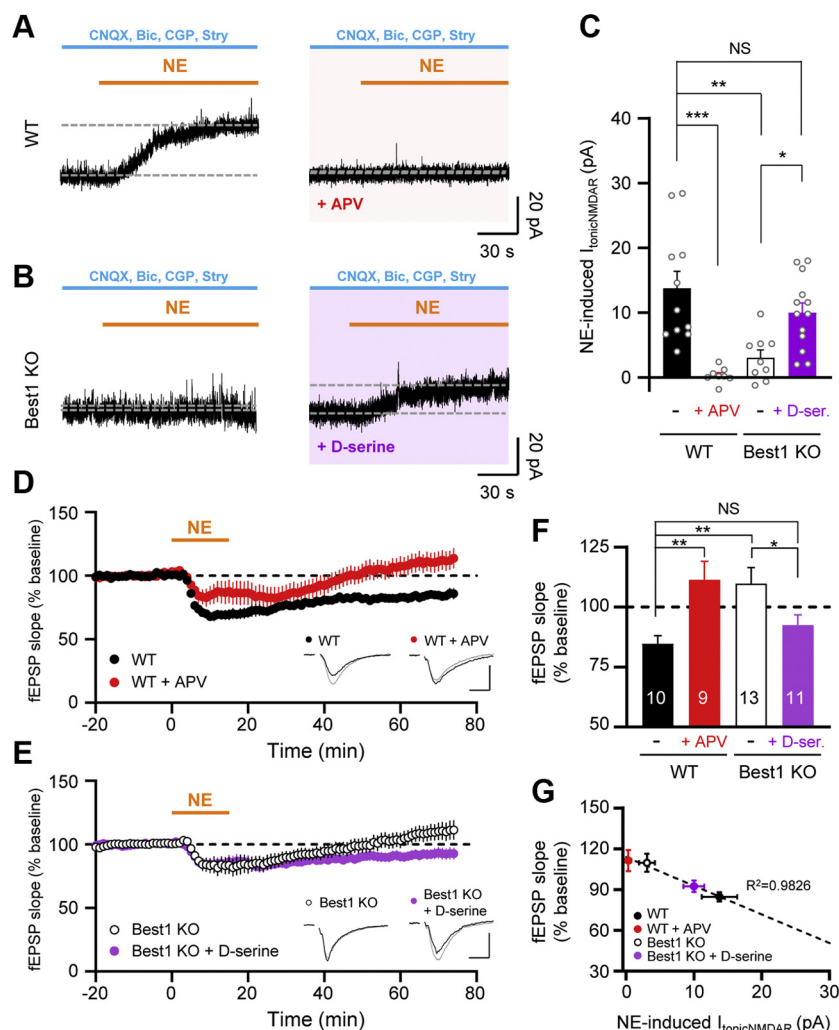 A
CNQX, Bic, CGP, Stry
CNQX, Bic, CGP, Stry
NE
NE
WT
+ APV
20 pA
30 s
B
CNQX, Bic, CGP, Stry
CNQX, Bic, CGP, Stry
NE
NE
Best1 KO
+ D-serine
20 pA
30 s
C
NS
**
***
*
NE-induced ItonicNMDAR (pA)
40
30
20
10
0
- + APV - + D-ser.
WT Best1 KO
D
150
100
50
0
fEPSP slope (% baseline)
NE
WT
WT + APV
WT
WT + APV
-20 0 20 40 60 80
Time (min)
E
150
100
50
0
fEPSP slope (% baseline)
NE
Best1 KO
Best1 KO + D-serine
Best1 KO
Best1 KO
+ D-serine
-20 0 20 40 60 80
Time (min)
F
NS
**
** *
125
100
75
50
fEPSP slope
(% baseline)
10 9 13 11
- + APV - + D-ser.
WT Best1 KO
G
150
120
90
60
30
fEPSP slope
(% baseline)
R²=0.9826
WT
WT + APV
Best1 KO
Best1 KO + D-serine
0 10 20 30
NE-induced ItonicNMDAR (pA)